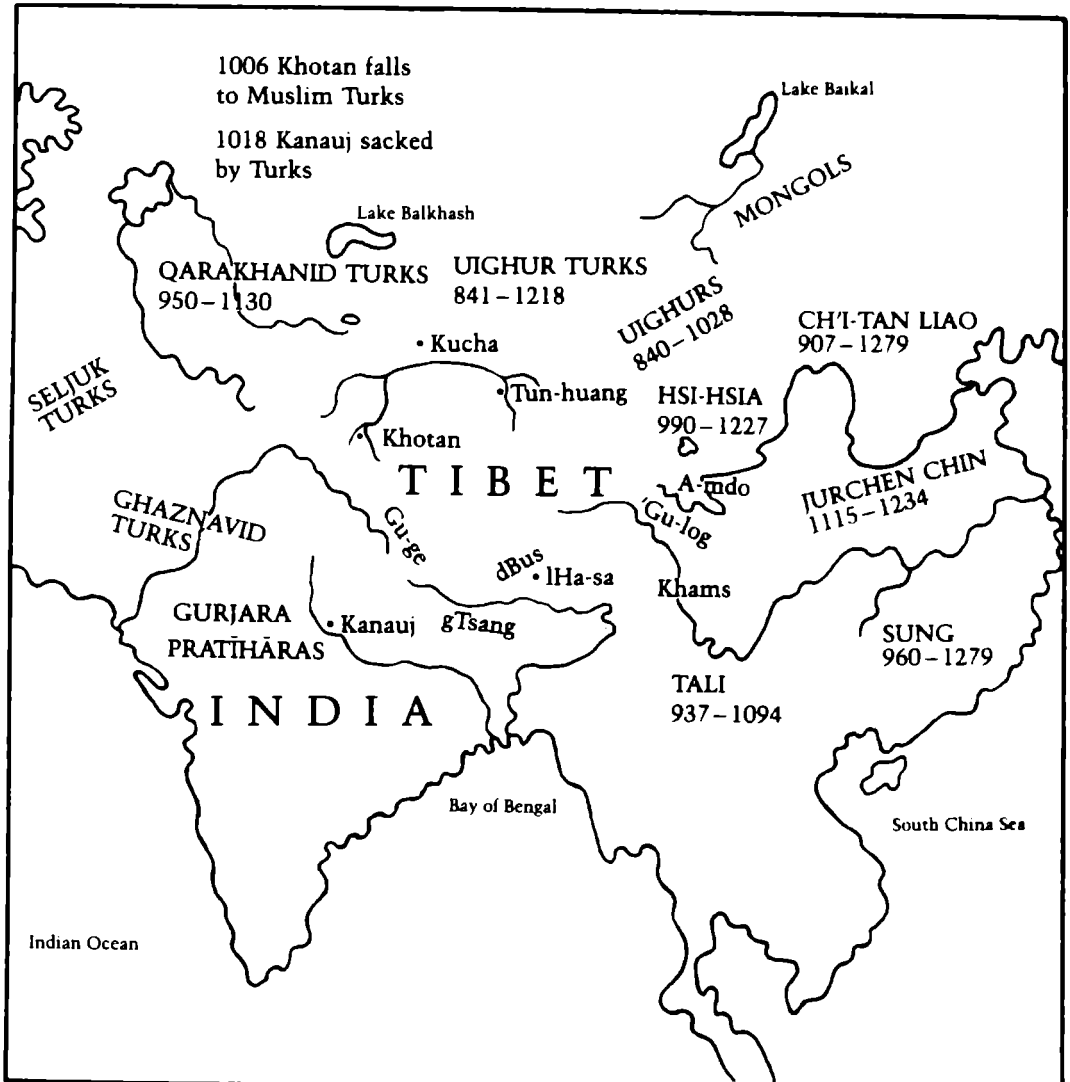 1006 Khotan falls
to Muslim Turks
1018 Kanauj sacked
by Turks
Lake Baikal
MONGOLS
Lake Balkhash
QARAKHANID TURKS
950–1130
UIGHUR TURKS
841–1218
UIGHURS
840–1028
CH'I-TAN LIAO
907–1279
Kucha
SELJUK
TURKS
Tun-huang
HSI-HSIA
990–1227
Khotan
TIBET
A-mdo
JURCHEN CHIN
1115–1234
GHAZNAVID
TURKS
Gu-ge
'Gu-log
dBus
lHa-sa
Khams
GURJARA
PRATĪHĀRAS
Kanauj
gTsang
SUNG
960–1279
INDIA
TALI
937–1094
Bay of Bengal
South China Sea
Indian Ocean